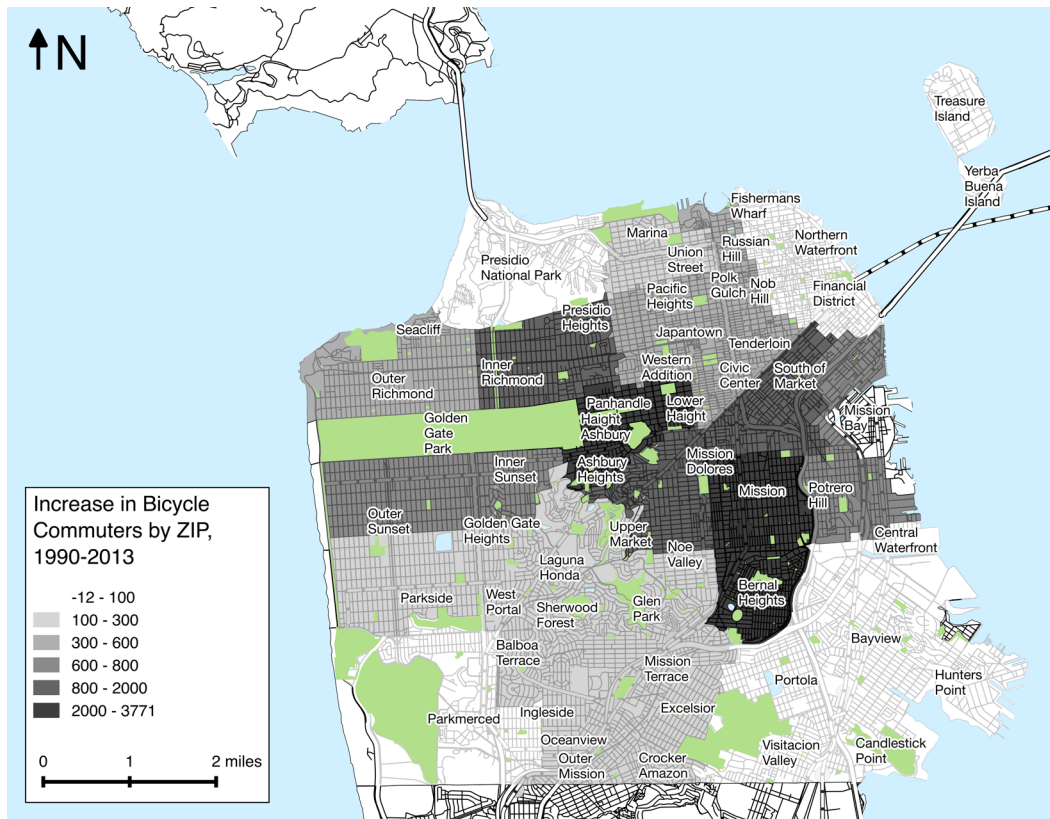 N
Treasure
Island
Yerba
Buena
Island
Fishermans
Wharf
Marina
Russian
Hill
Northern
Waterfront
Union
Street
Presidio
National Park
Polk
Gulch
Nob
Hill
Financial
District
Pacific
Heights
Presidio
Heights
Seacliff
Japantown
Tenderloin
Inner
Richmond
Western
Addition
Civic
Center
South of
Market
Outer
Richmond
Panhandle
Lower
Haight
Mission
Bay
Golden
Gate
Park
Haight
Ashbury
Mission
Dolores
Inner
Sunset
Ashbury
Heights
Mission
Potrero
Hill
Outer
Sunset
Golden Gate
Heights
Upper
Market
Noe
Valley
Central
Waterfront
Laguna
Honda
Bernal
Heights
Parkside
West
Portal
Sherwood
Forest
Glen
Park
Bayview
Balboa
Terrace
Mission
Terrace
Portola
Hunters
Point
Parkmerced
Ingleside
Excelsior
Oceanview
Outer
Mission
Crocker
Amazon
Visitacion
Valley
Candlestick
Point
Increase in Bicycle
Commuters by ZIP,
1990-2013
-12 - 100
100 - 300
300 - 600
600 - 800
800 - 2000
2000 - 3771
0 1 2 miles